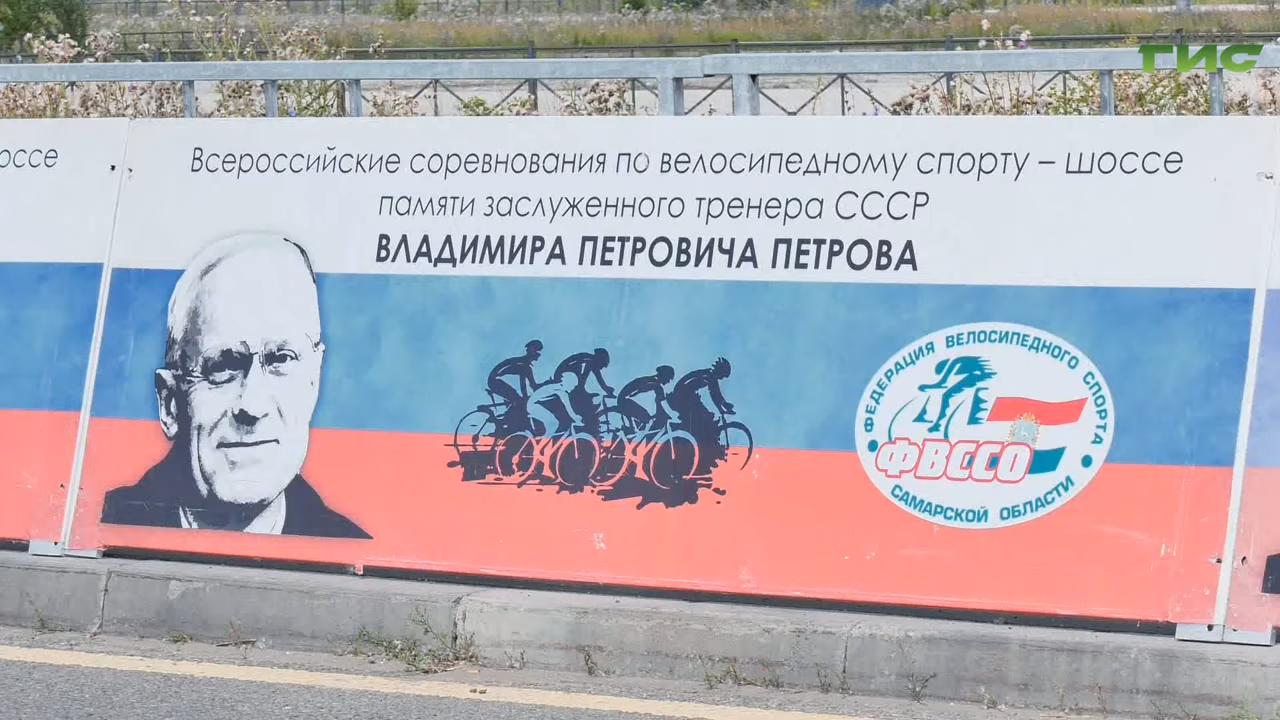 ГИС
оссе
Всероссийские соревнования по велосипедному спорту – шоссе
памяти заслуженного тренера СССР
ВЛАДИМИРА ПЕТРОВИЧА ПЕТРОВА
ФЕДЕРАЦИЯ ВЕЛОСИПЕДНОГО СПОРТА
ФВССО
САМАРСКОЙ ОБЛАСТИ